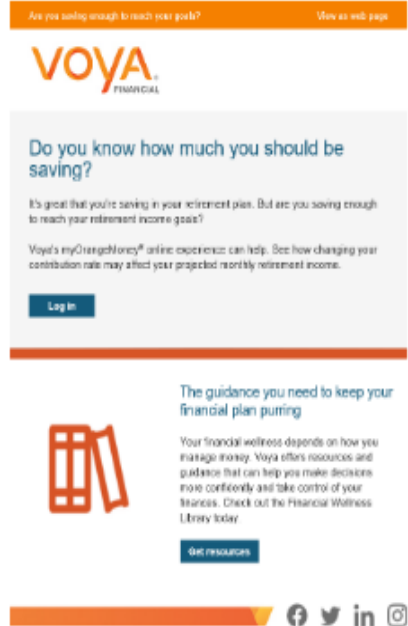 Are you saving enough to reach your goals?
View as web page
VOYA
FINANCIAL
Do you know how much you should be
saving?
It's great that you're saving in your retirement plan. But are you saving enough
to reach your retirement income goals?
Voya's myOrangeMoney® online experience can help. See how changing your
contribution rate may affect your projected monthly retirement income.
Log in
The guidance you need to keep your
financial plan purring
Your financial wellness depends on how you
manage money. Voya offers resources and
guidance that can help you make decisions
more confidently and take control of your
finances. Check out the Financial Wellness
Library today.
Get resources